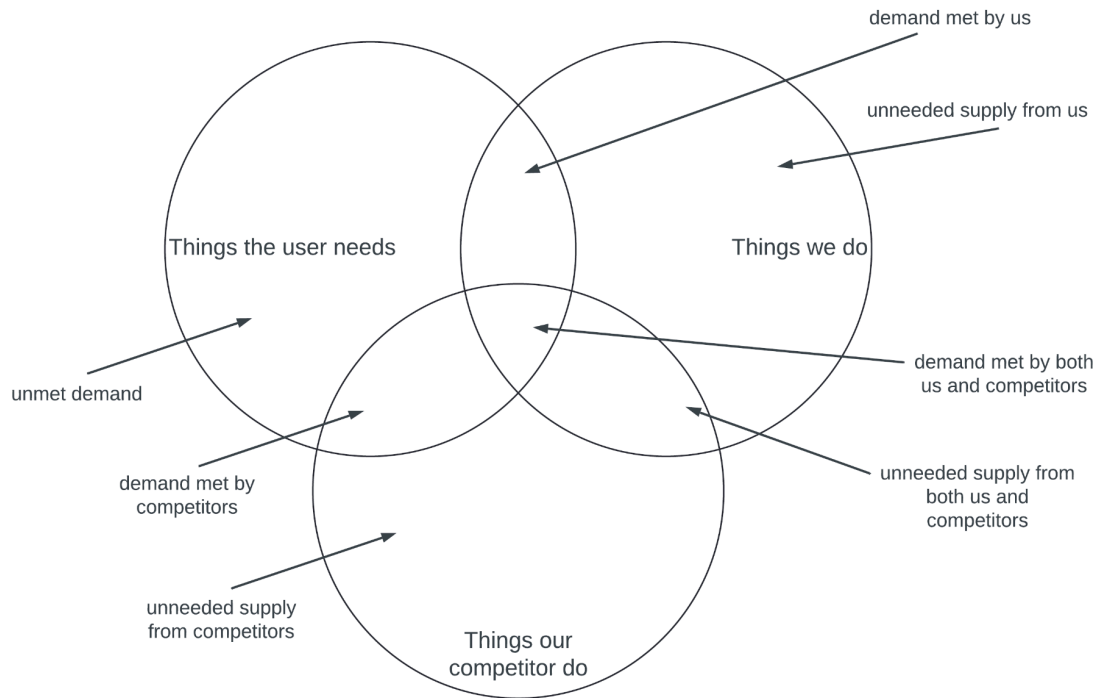 demand met by us
unneeded supply from us
Things the user needs
Things we do
unmet demand
demand met by both
us and competitors
demand met by
competitors
unneeded supply from
both us and
competitors
unneeded supply
from competitors
Things our
competitor do